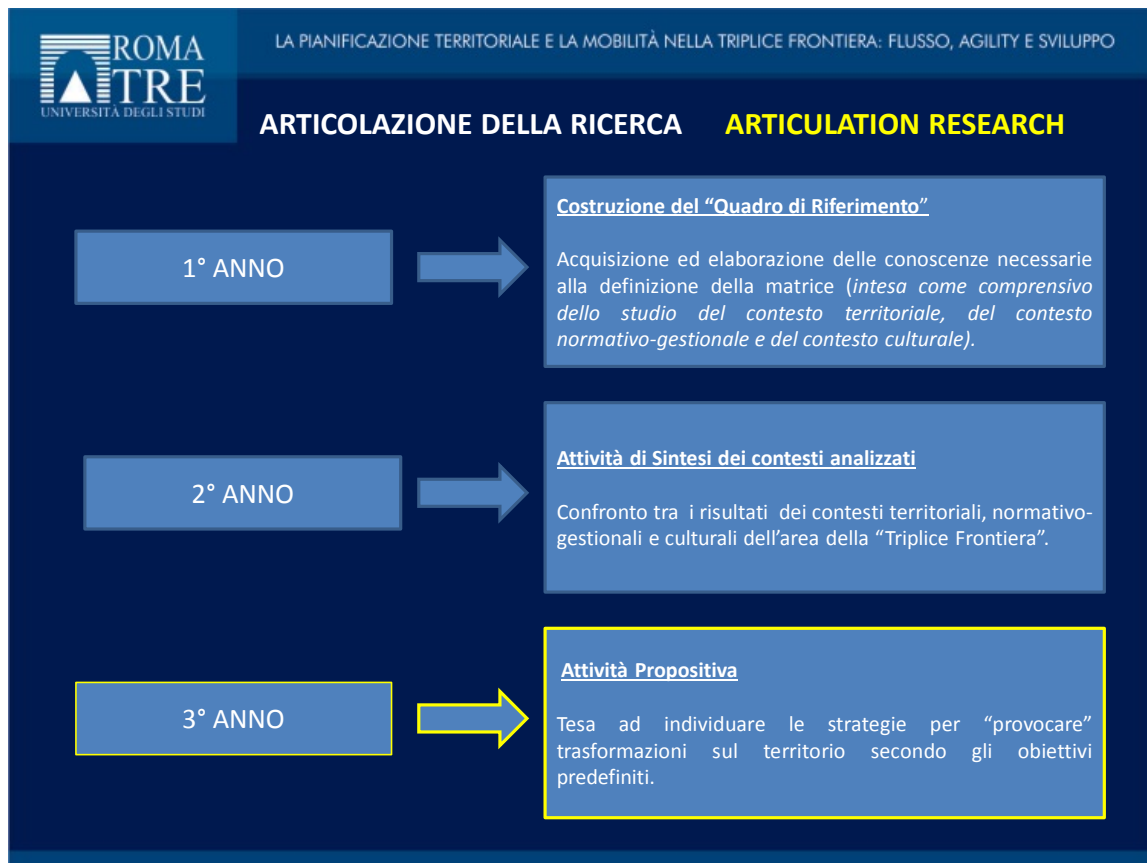 ROMA
TRE
UNIVERSITÀ DEGLI STUDI
LA PIANIFICAZIONE TERRITORIALE E LA MOBILITÀ NELLA TRIPLICE FRONTIERA: FLUSSO, AGILITY E SVILUPPO
ARTICOLAZIONE DELLA RICERCA ARTICULATION RESEARCH
1° ANNO
Costruzione del “Quadro di Riferimento”
Acquisizione ed elaborazione delle conoscenze necessarie
alla definizione della matrice (intesa come comprensivo
dello studio del contesto territoriale, del contesto
normativo-gestionale e del contesto culturale).
2° ANNO
Attività di Sintesi dei contesti analizzati
Confronto tra i risultati dei contesti territoriali, normativo-
gestionali e culturali dell’area della “Triplice Frontiera”.
3° ANNO
Attività Propositiva
Tesa ad individuare le strategie per “provocare”
trasformazioni sul territorio secondo gli obiettivi
predefiniti.